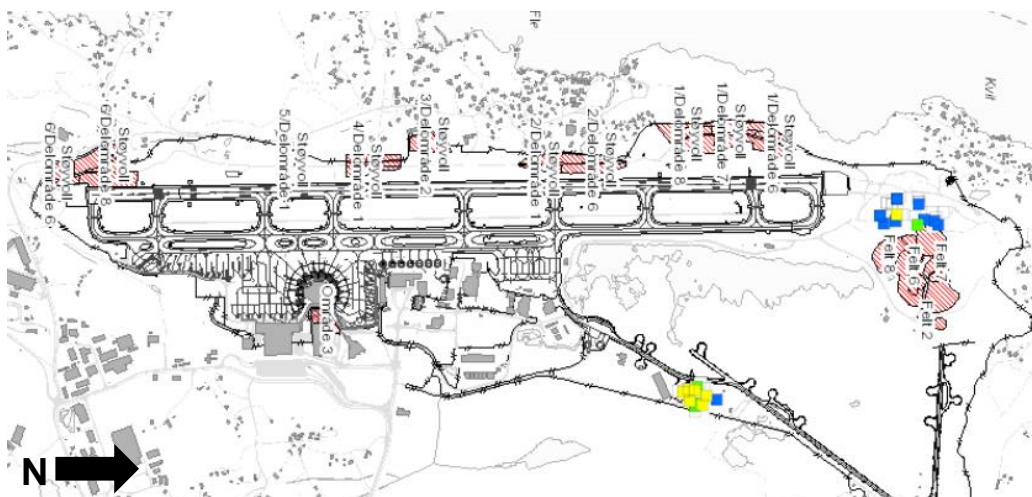 Fle
Kvit
Støyvoll
6/Delområde 6
Støyvoll
6/Delområde 8
Støyvoll
5/Delområde 1
Støyvoll
4/Delområde 1
Støyvoll
3/Delområde 2
Støyvoll
2/Delområde 1
Støyvoll
2/Delområde 6
Støyvoll
1/Delområde 8
Støyvoll
1/Delområde 7
Støyvoll
1/Delområde 6
Område 3
Felt 8
Felt 6
Felt
Felt 2
N